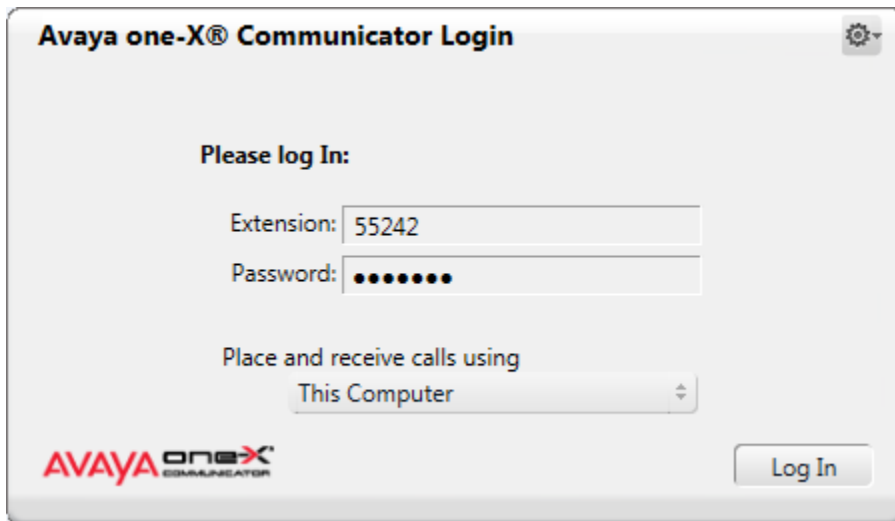 Avaya one-X® Communicator Login
Please log In:
Extension: 55242
Password: •••••••
Place and receive calls using
This Computer
AVAYA one-X®
COMMUNICATOR
Log In